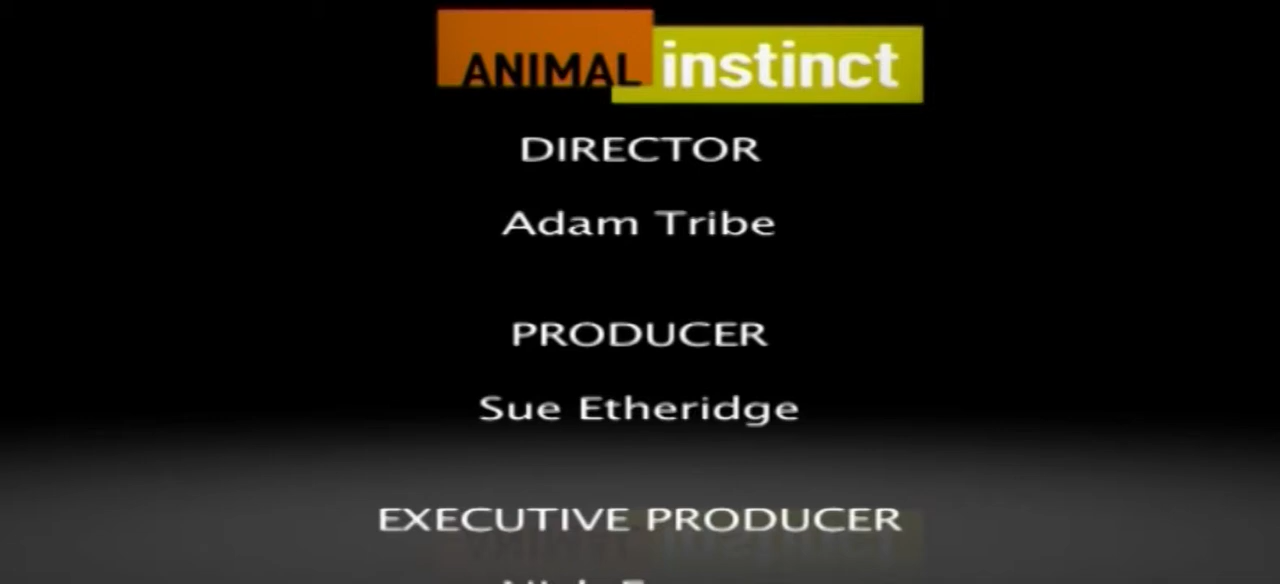 ANIMAL instinct
DIRECTOR
Adam Tribe
PRODUCER
Sue Etheridge
EXECUTIVE PRODUCER